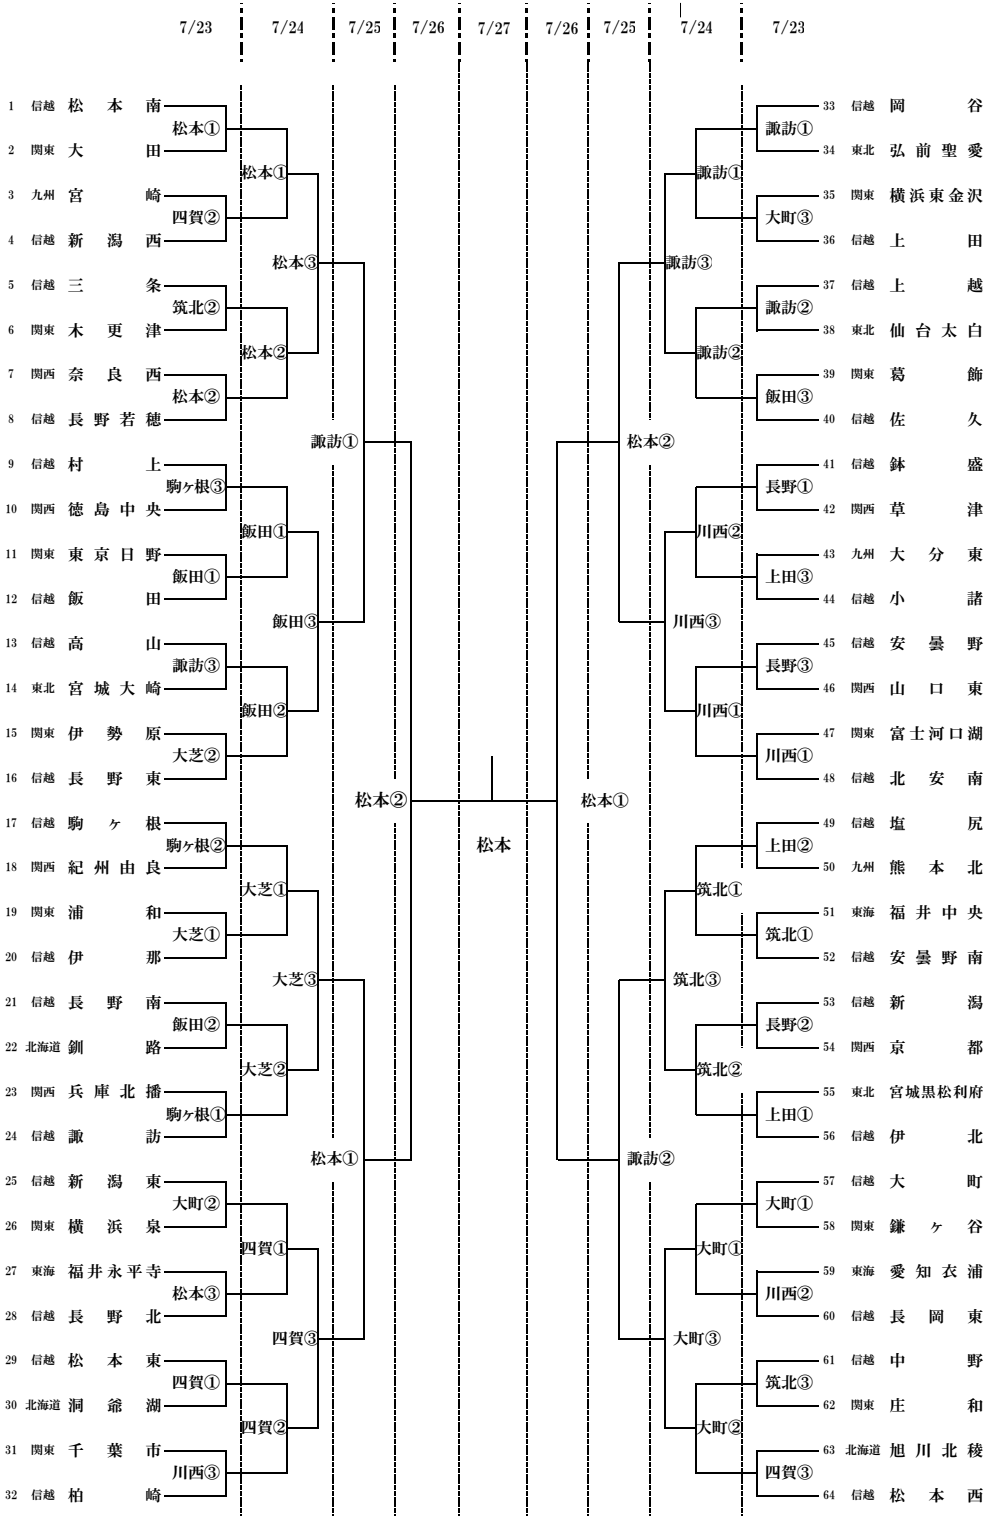 7/23 7/24 7/25 7/26 7/27 7/26 7/25 7/24 7/23
1 信越 松本南
2 関東 大田
3 九州 宮崎
4 信越 新潟西
5 信越 三条
6 関東 木更津
7 関西 奈良西
8 信越 長野若穂
9 信越 村上
10 関西 徳島中央
11 関東 東京日野
12 信越 飯田
13 信越 高山
14 東北 宮城大崎
15 関東 伊勢原
16 信越 長野東
17 信越 駒ヶ根
18 関西 紀州由良
19 関東 浦和
20 信越 伊那
21 信越 長野南
22 北海道 釧路
23 関西 兵庫北播
24 信越 諏訪
25 信越 新潟東
26 関東 横浜泉
27 東海 福井永平寺
28 信越 長野北
29 信越 松本東
30 北海道 洞爺湖
31 関東 千葉市
32 信越 柏崎
松本①
四賀②
筑北②
松本②
駒ヶ根③
飯田①
諏訪③
大芝②
駒ヶ根②
大芝①
飯田②
駒ヶ根①
大町②
松本③
四賀①
川西③
松本①
松本②
飯田①
飯田②
大芝①
大芝②
四賀①
四賀②
松本③
飯田③
大芝③
四賀③
諏訪①
松本①
松本②
松本
松本①
松本②
諏訪②
諏訪③
川西③
筑北③
大町③
諏訪①
諏訪②
川西②
川西①
筑北①
筑北②
大町①
大町②
諏訪①
大町③
諏訪②
飯田③
長野①
上田③
長野③
川西①
上田②
筑北①
長野②
上田①
大町①
川西②
筑北③
四賀③
33 信越 岡谷
34 東北 弘前聖愛
35 関東 横浜東金沢
36 信越 上田
37 信越 上越
38 東北 仙台太白
39 関東 葛飾
40 信越 佐久
41 信越 鉢盛
42 関西 草津
43 九州 大分東
44 信越 小諸
45 信越 安曇野
46 関西 山口東
47 関東 富士河口湖
48 信越 北安南
49 信越 塩尻
50 九州 熊本北
51 東海 福井中央
52 信越 安曇野南
53 信越 新潟
54 関西 京都
55 東北 宮城黒松利府
56 信越 伊北
57 信越 大町
58 関東 鎌ヶ谷
59 東海 愛知衣浦
60 信越 長岡東
61 信越 中野
62 関東 庄和
63 北海道 旭川北稜
64 信越 松本西